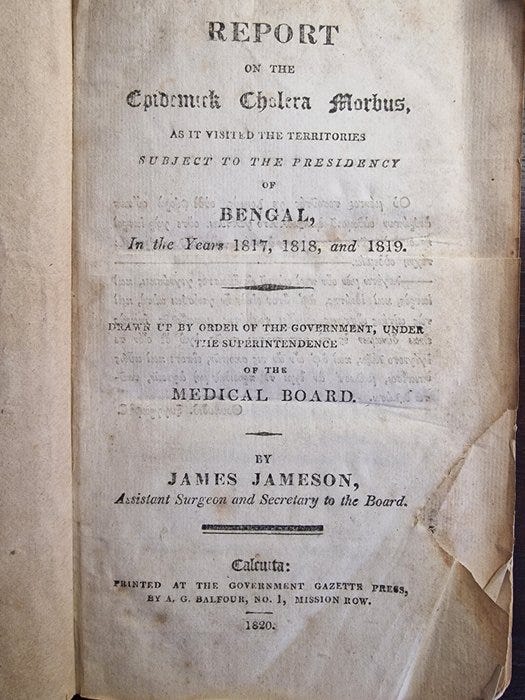 REPORT
ON THE
Epidemick Cholera Morbus,
AS IT VISITED THE TERRITORIES
SUBJECT TO THE PRESIDENCY
OF
BENGAL,
In the Years 1817, 1818, and 1819.
DRAWN UP BY ORDER OF THE GOVERNMENT, UNDER
THE SUPERINTENDENCE
OF THE
MEDICAL BOARD.
BY
JAMES JAMESON,
Assistant Surgeon and Secretary to the Board.
Calcutta:
PRINTED AT THE GOVERNMENT GAZETTE PRESS,
BY A. G. BALFOUR, NO. 1, MISSION ROW.
1820.